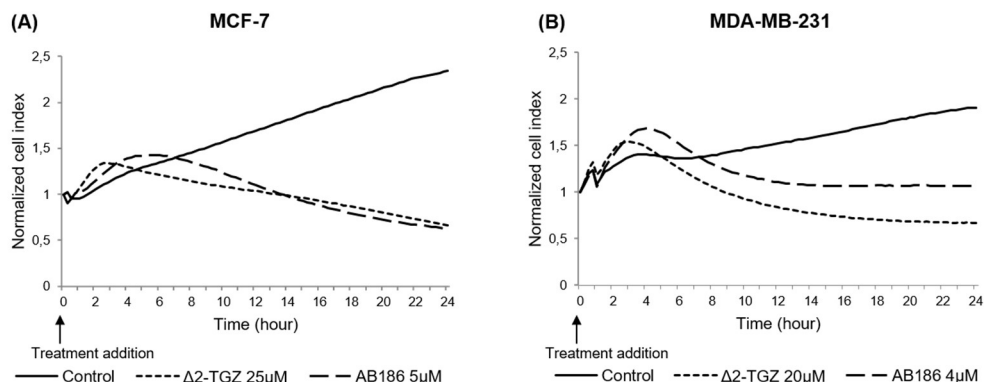 (A) MCF-7
Normalized cell index
2,5
2
1,5
1
0,5
0
0 2 4 6 8 10 12 14 16 18 20 22 24
Time (hour)
Treatment addition
Control Δ2-TGZ 25µM AB186 5µM
(B) MDA-MB-231
Normalized cell index
2,5
2
1,5
1
0,5
0
0 2 4 6 8 10 12 14 16 18 20 22 24
Time (hour)
Treatment addition
Control Δ2-TGZ 20µM AB186 4µM